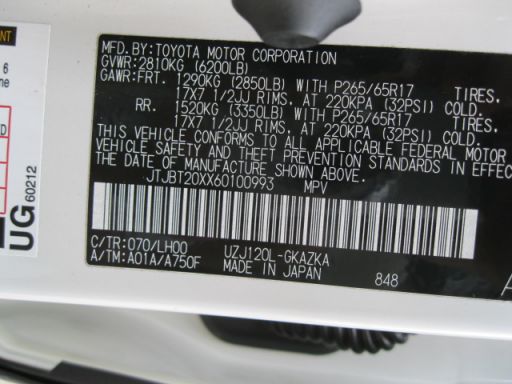 MFD.BY:TOYOTA MOTOR CORPORATION
GVWR:2810KG (6200LB)
GAWR:FRT. 1290KG (2850LB) WITH P265/65R17 TIRES,
17X7 1/2JJ RIMS, AT 220KPA (32PSI) COLD.
RR. 1520KG (3350LB) WITH P265/65R17 TIRES,
17X7 1/2JJ RIMS, AT 220KPA (32PSI) COLD.
THIS VEHICLE CONFORMS TO ALL APPLICABLE FEDERAL MOTOR
VEHICLE SAFETY AND THEFT PREVENTION STANDARDS IN EFFEC
THE DATE OF MANUFACTURE SHOWN ABOVE.
JTJBT20XX60100993 MPV
C/TR:070/LH00 UZJ120L-GKAZKA
A/TM:A01A/A750F MADE IN JAPAN 848
UG 60212
6